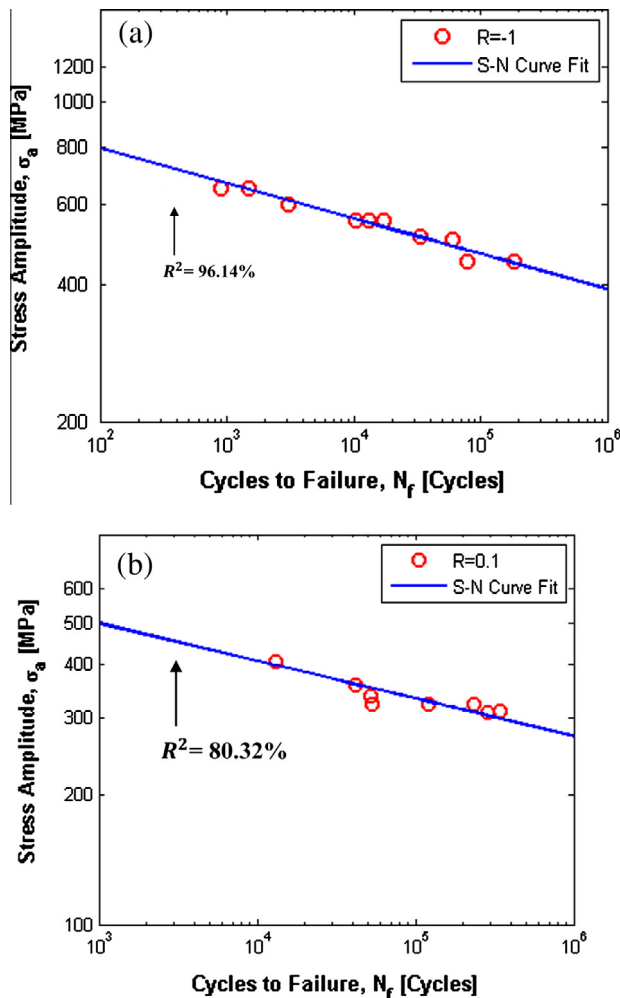 (a)
R=-1
S-N Curve Fit
Stress Amplitude, σₐ [MPa]
1200
1000
800
600
400
200
R² = 96.14%
10² 10³ 10⁴ 10⁵ 10⁶
Cycles to Failure, N_f [Cycles]
(b)
R=0.1
S-N Curve Fit
Stress Amplitude, σₐ [MPa]
600
500
400
300
200
100
R² = 80.32%
10³ 10⁴ 10⁵ 10⁶
Cycles to Failure, N_f [Cycles]